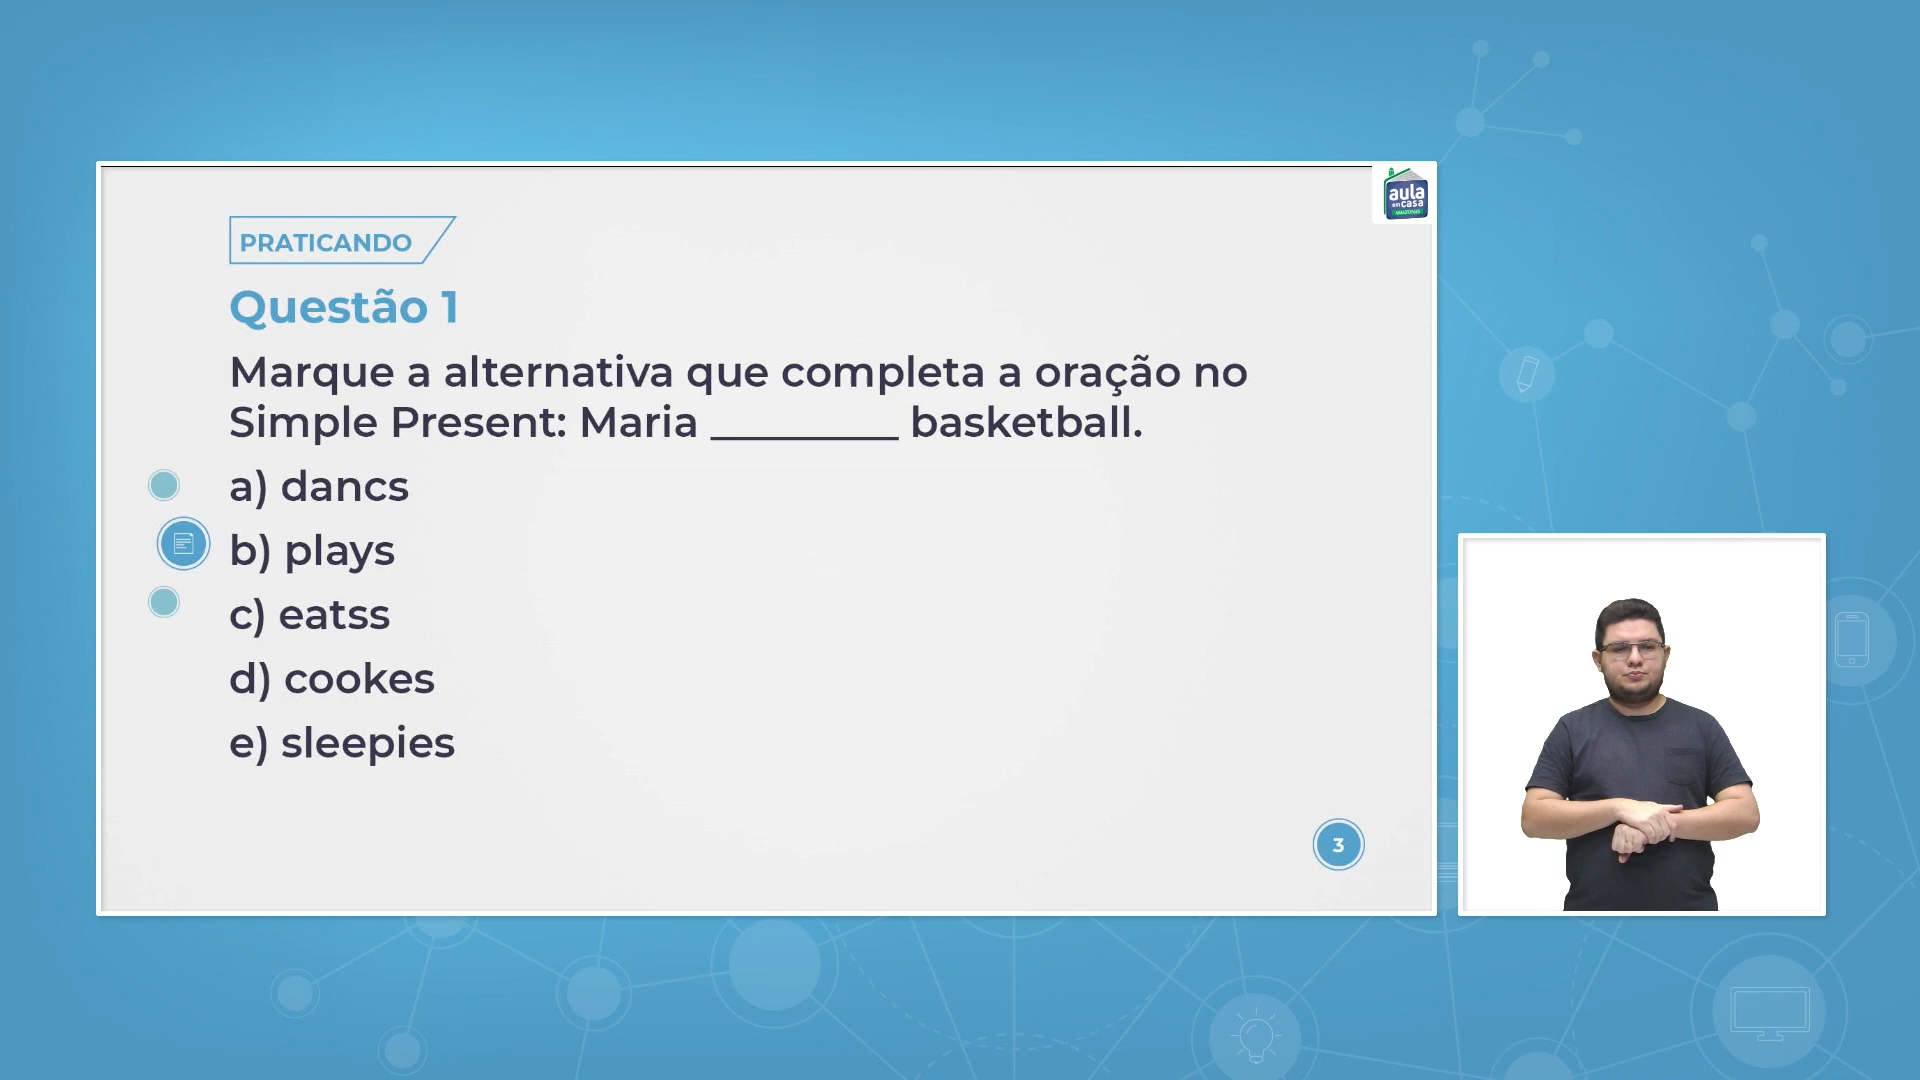 aula
em casa
AMAZONAS
PRATICANDO
Questão 1
Marque a alternativa que completa a oração no
Simple Present: Maria _________ basketball.
a) dancs
b) plays
c) eatss
d) cookes
e) sleepies
3